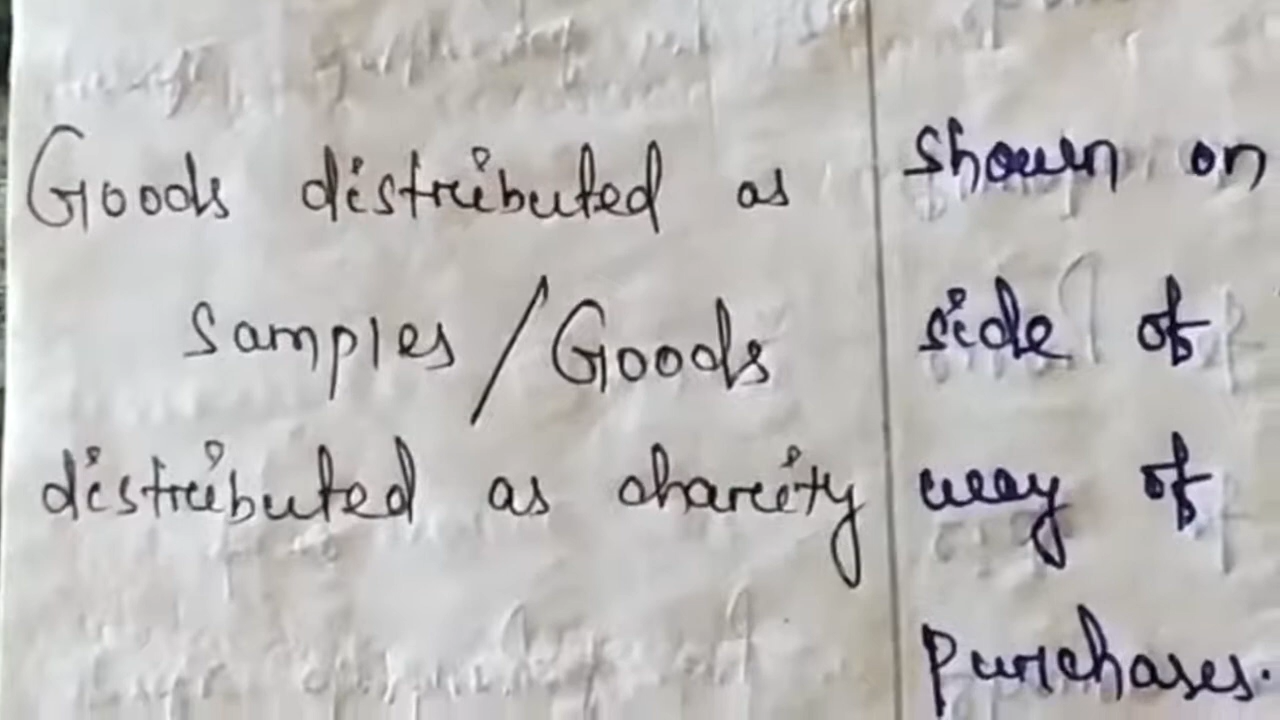 Goods distributed as
Samples / Goods
distributed as charity
shown on
side of
way of
purchases.